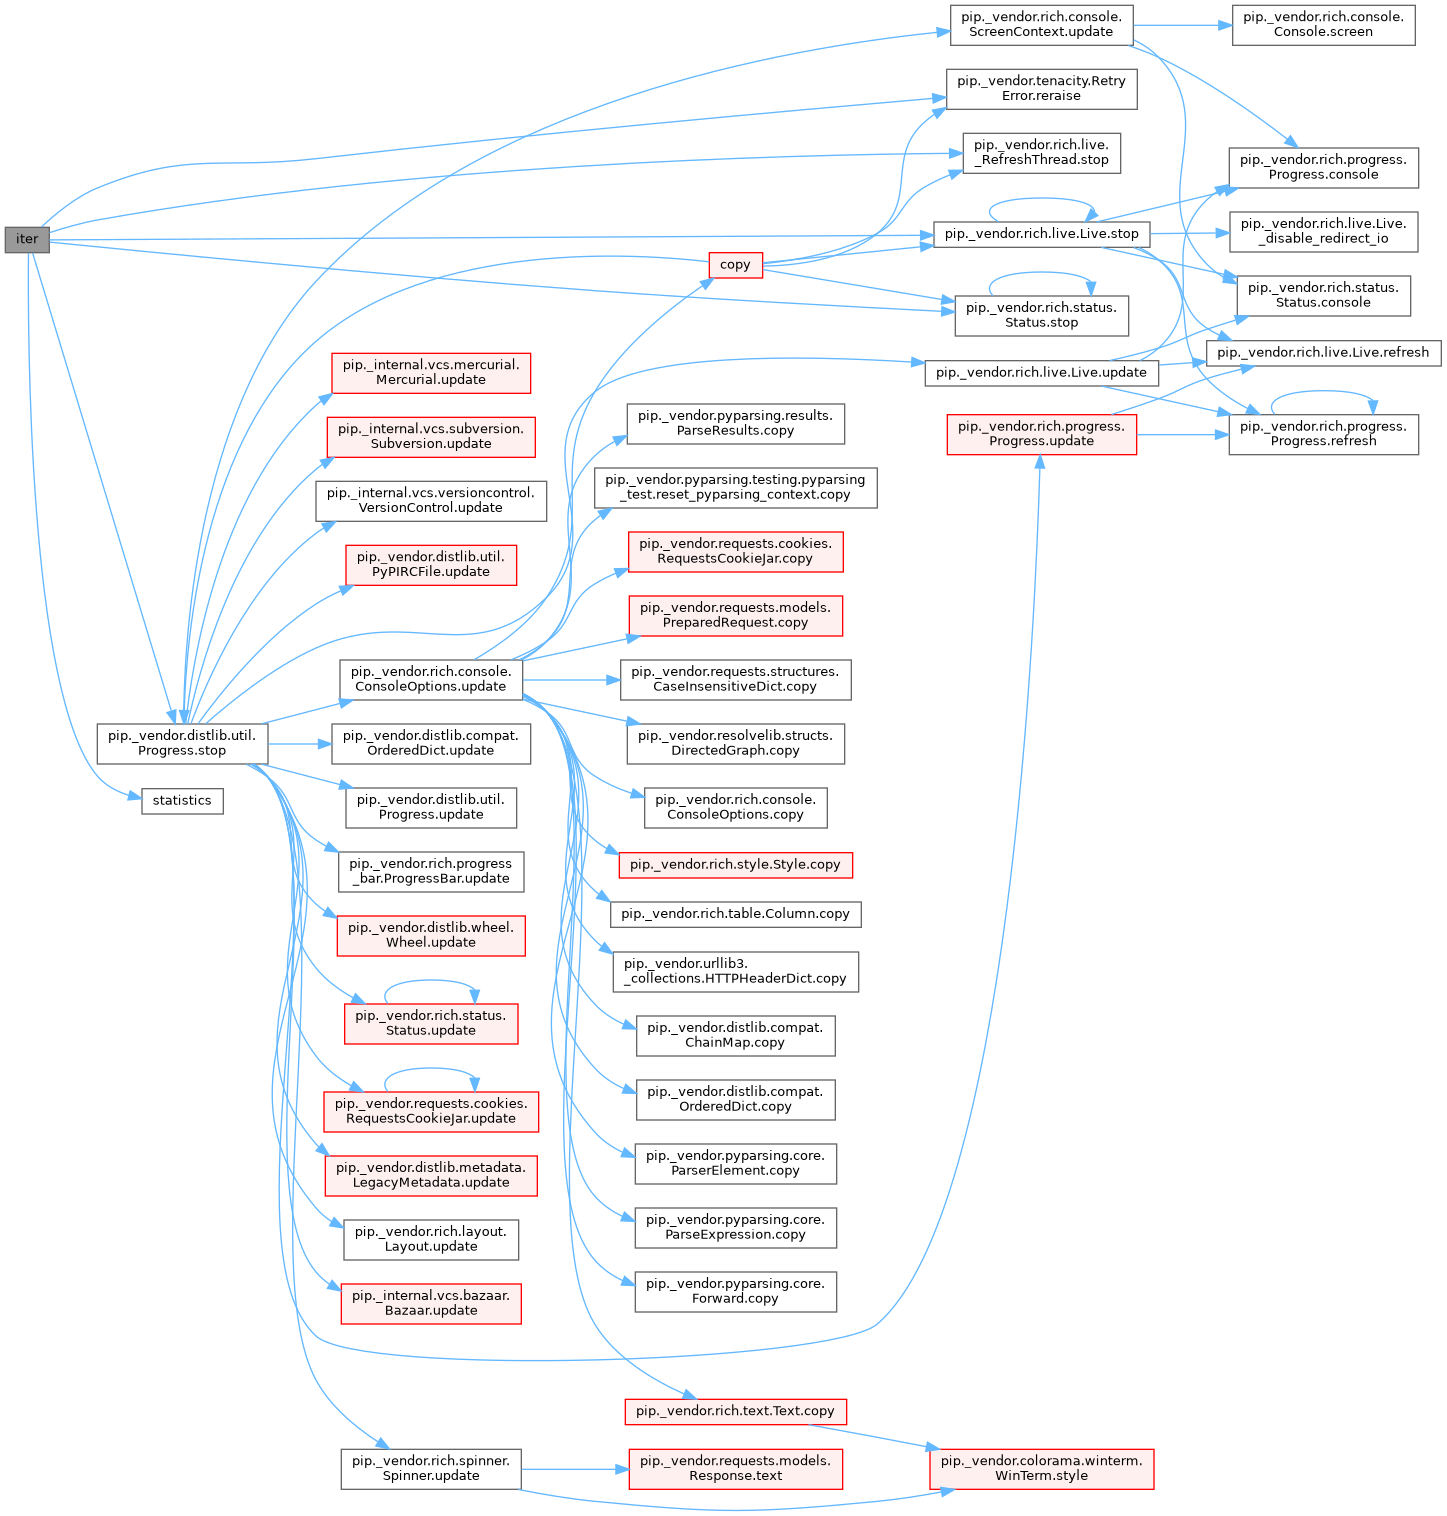 iter
pip._vendor.distlib.util.
Progress.stop
statistics
pip._internal.vcs.mercurial.
Mercurial.update
pip._internal.vcs.subversion.
Subversion.update
pip._internal.vcs.versioncontrol.
VersionControl.update
pip._vendor.distlib.util.
PyPIRCFile.update
pip._vendor.rich.console.
ConsoleOptions.update
pip._vendor.distlib.compat.
OrderedDict.update
pip._vendor.distlib.util.
Progress.update
pip._vendor.rich.progress
_bar.ProgressBar.update
pip._vendor.distlib.wheel.
Wheel.update
pip._vendor.rich.status.
Status.update
pip._vendor.requests.cookies.
RequestsCookieJar.update
pip._vendor.distlib.metadata.
LegacyMetadata.update
pip._vendor.rich.layout.
Layout.update
pip._internal.vcs.bazaar.
Bazaar.update
pip._vendor.rich.spinner.
Spinner.update
copy
pip._vendor.pyparsing.results.
ParseResults.copy
pip._vendor.pyparsing.testing.pyparsing
_test.reset_pyparsing_context.copy
pip._vendor.requests.cookies.
RequestsCookieJar.copy
pip._vendor.requests.models.
PreparedRequest.copy
pip._vendor.requests.structures.
CaseInsensitiveDict.copy
pip._vendor.resolvelib.structs.
DirectedGraph.copy
pip._vendor.rich.console.
ConsoleOptions.copy
pip._vendor.rich.style.Style.copy
pip._vendor.rich.table.Column.copy
pip._vendor.urllib3.
_collections.HTTPHeaderDict.copy
pip._vendor.distlib.compat.
ChainMap.copy
pip._vendor.distlib.compat.
OrderedDict.copy
pip._vendor.pyparsing.core.
ParserElement.copy
pip._vendor.pyparsing.core.
ParseExpression.copy
pip._vendor.pyparsing.core.
Forward.copy
pip._vendor.rich.text.Text.copy
pip._vendor.requests.models.
Response.text
pip._vendor.rich.console.
ScreenContext.update
pip._vendor.tenacity.Retry
Error.reraise
pip._vendor.rich.live.
_RefreshThread.stop
pip._vendor.rich.live.Live.stop
pip._vendor.rich.status.
Status.stop
pip._vendor.rich.live.Live.update
pip._vendor.rich.progress.
Progress.update
pip._vendor.colorama.winterm.
WinTerm.style
pip._vendor.rich.console.
Console.screen
pip._vendor.rich.progress.
Progress.console
pip._vendor.rich.live.Live.
_disable_redirect_io
pip._vendor.rich.status.
Status.console
pip._vendor.rich.live.Live.refresh
pip._vendor.rich.progress.
Progress.refresh